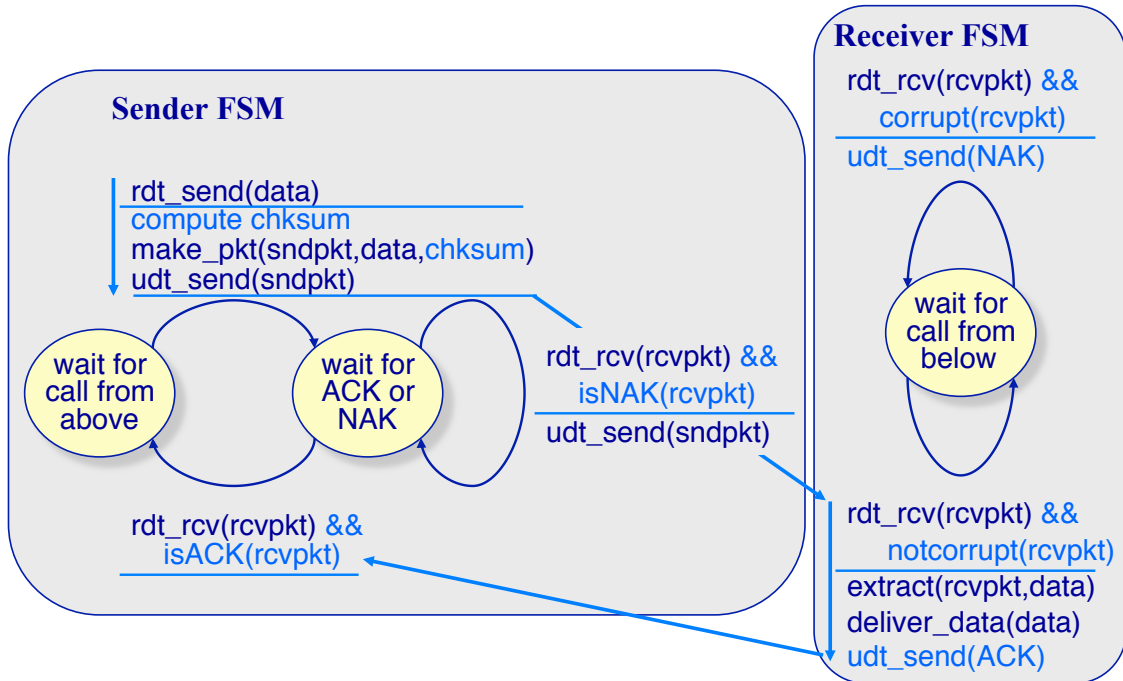 Sender FSM
rdt_send(data)
compute chksum
make_pkt(sndpkt,data,chksum)
udt_send(sndpkt)
wait for
call from
above
wait for
ACK or
NAK
rdt_rcv(rcvpkt) &&
isNAK(rcvpkt)
udt_send(sndpkt)
rdt_rcv(rcvpkt) &&
isACK(rcvpkt)
Receiver FSM
rdt_rcv(rcvpkt) &&
corrupt(rcvpkt)
udt_send(NAK)
wait for
call from
below
rdt_rcv(rcvpkt) &&
notcorrupt(rcvpkt)
extract(rcvpkt,data)
deliver_data(data)
udt_send(ACK)